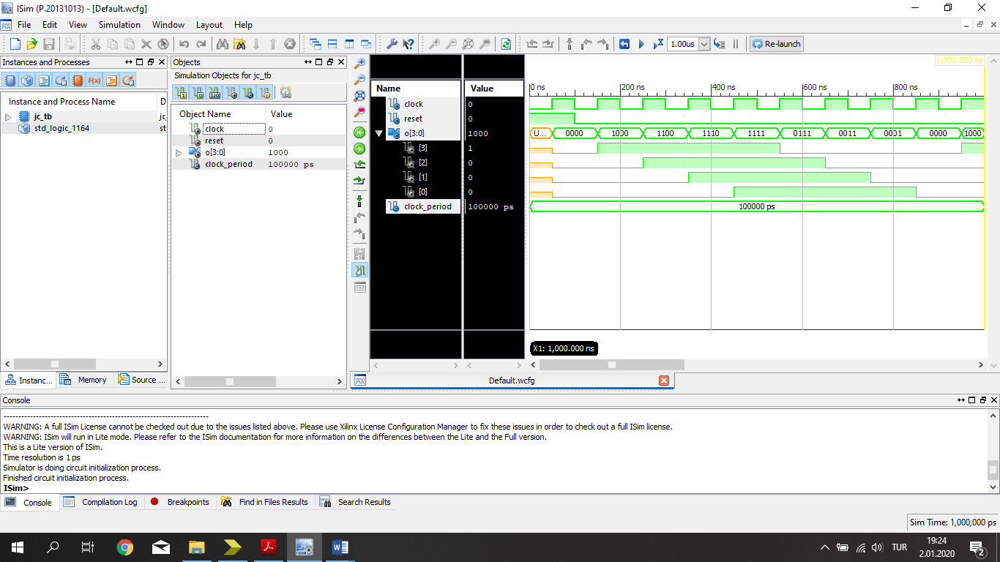 ISim (P.20131013) - [Default.wcfg]
File Edit View Simulation Window Layout Help
1.00us
Re-launch
Instances and Processes
F(x)
Instance and Process Name D
jc_tb jc_
std_logic_1164 st
Instanc... Memory Source ...
Objects
Simulation Objects for jc_tb
Object Name Value
clock 0
reset 0
o[3:0] 1000
clock_period 100000 ps
Name Value
clock 0
reset 0
o[3:0] 1000
[3] 1
[2] 0
[1] 0
[0] 0
clock_period 100000 ps
1,000.000 ns
0 ns 200 ns 400 ns 600 ns 800 ns
U... 0000 1000 1100 1110 1111 0111 0011 0001 0000 1000
100000 ps
X1: 1,000.000 ns
Default.wcfg
Console
WARNING: A full ISim License cannot be checked out due to the issues listed above. Please use Xilinx License Configuration Manager to fix these issues in order to check out a full ISim license.
WARNING: ISim will run in Lite mode. Please refer to the ISim documentation for more information on the differences between the Lite and the Full version.
This is a Lite version of ISim.
Time resolution is 1 ps
Simulator is doing circuit initialization process.
Finished circuit initialization process.
ISim>
Console Compilation Log Breakpoints Find in Files Results Search Results
Sim Time: 1,000,000 ps
TUR
19:24
2.01.2020
2